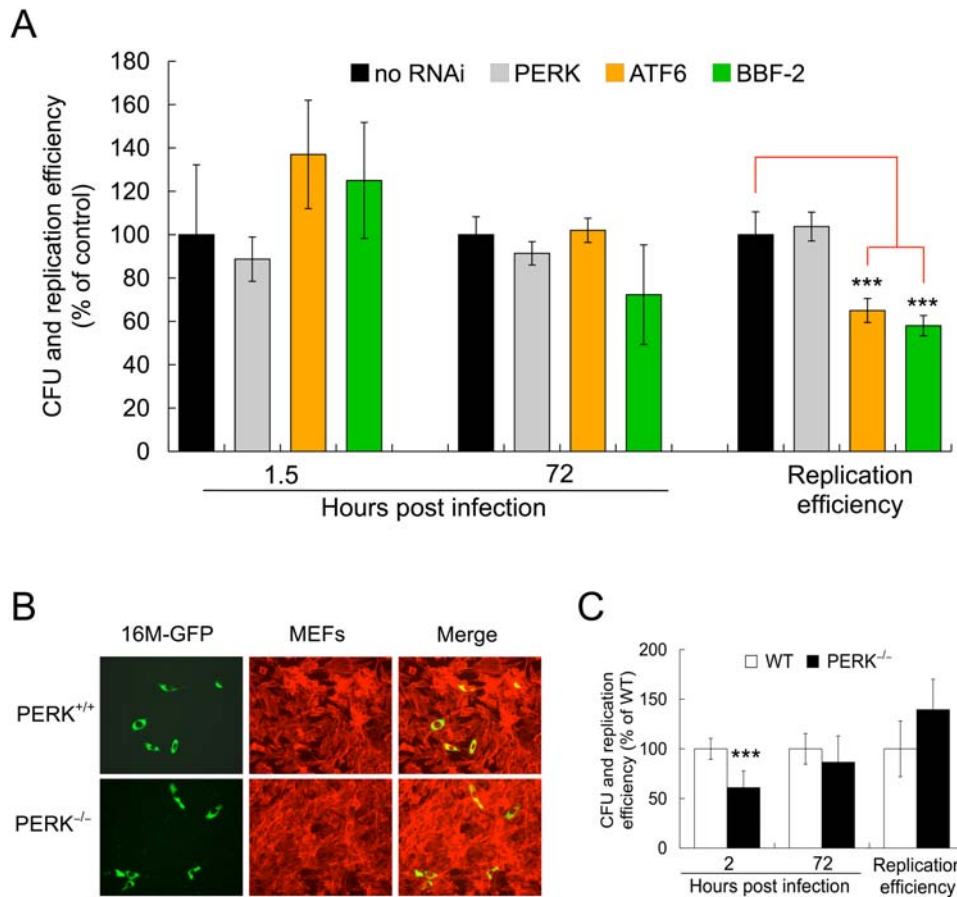 A
180
160
140
120
100
80
60
40
20
0
CFU and replication efficiency
(% of control)
no RNAi PERK ATF6 BBF-2
*** ***
1.5 72 Replication
efficiency
Hours post infection
B
16M-GFP MEFs Merge
PERK+/+
PERK–/–
C
200
150
100
50
0
CFU and replication
efficiency (% of WT)
WT PERK–/–
***
2 72 Replication
efficiency
Hours post infection